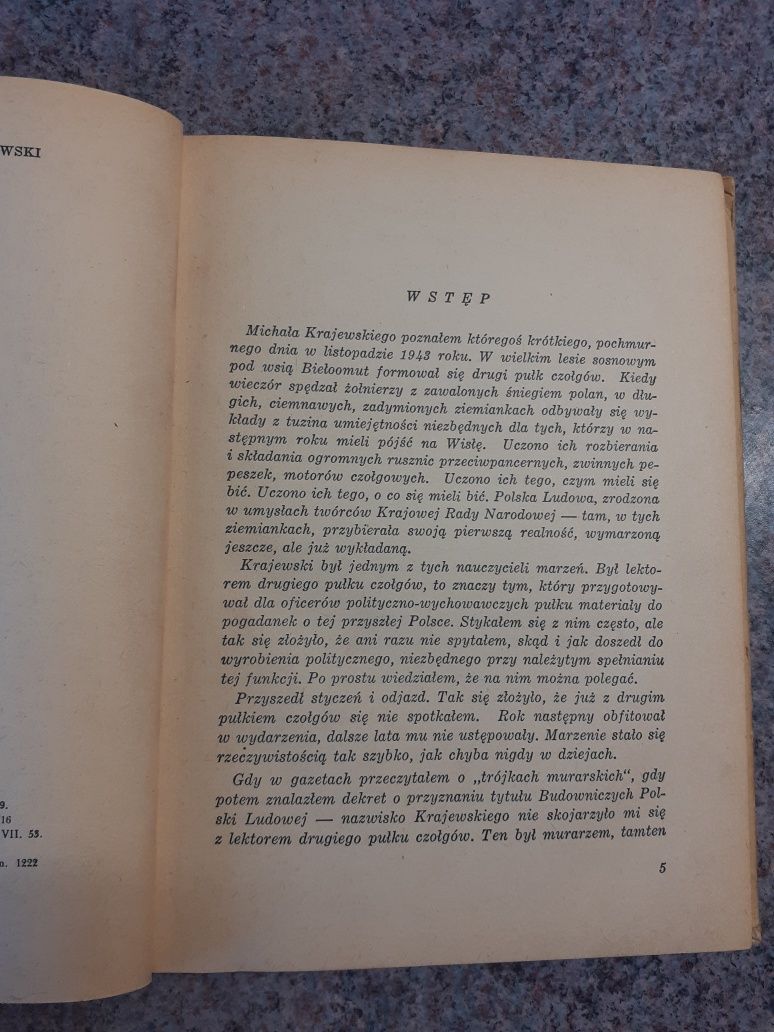 WSKI
9.
16
VII. 53.
1222
WSTĘP
Michała Krajewskiego poznałem któregoś krótkiego, pochmur-
nego dnia w listopadzie 1943 roku. W wielkim lesie sosnowym
pod wsią Biełoomut formował się drugi pułk czołgów. Kiedy
wieczór spędzał żołnierzy z zawalonych śniegiem polan, w dłu-
gich, ciemnawych, zadymionych ziemiankach odbywały się wy-
kłady z tuzina umiejętności niezbędnych dla tych, którzy w na-
stępnym roku mieli pójść na Wisłę. Uczono ich rozbierania
i składania ogromnych rusznic przeciwpancernych, zwinnych pe-
peszek, motorów czołgowych. Uczono ich tego, czym mieli się
bić. Uczono ich tego, o co się mieli bić. Polska Ludowa, zrodzona
w umysłach twórców Krajowej Rady Narodowej — tam, w tych
ziemiankach, przybierała swoją pierwszą realność, wymarzoną
jeszcze, ale już wykładaną.
Krajewski był jednym z tych nauczycieli marzeń. Był lekto-
rem drugiego pułku czołgów, to znaczy tym, który przygotowy-
wał dla oficerów polityczno-wychowawczych pułku materiały do
pogadanek o tej przyszłej Polsce. Stykałem się z nim często, ale
tak się złożyło, że ani razu nie spytałem, skąd i jak doszedł do
wyrobienia politycznego, niezbędnego przy należytym spełnianiu
tej funkcji. Po prostu wiedziałem, że na nim można polegać.
Przyszedł styczeń i odjazd. Tak się złożyło, że już z drugim
pułkiem czołgów się nie spotkałem. Rok następny obfitował
w wydarzenia, dalsze lata mu nie ustępowały. Marzenie stało się
rzeczywistością tak szybko, jak chyba nigdy w dziejach.
Gdy w gazetach przeczytałem o „trójkach murarskich“, gdy
potem znalazłem dekret o przyznaniu tytułu Budowniczych Pol-
ski Ludowej — nazwisko Krajewskiego nie skojarzyło mi się
z lektorem drugiego pułku czołgów. Ten był murarzem, tamten
5